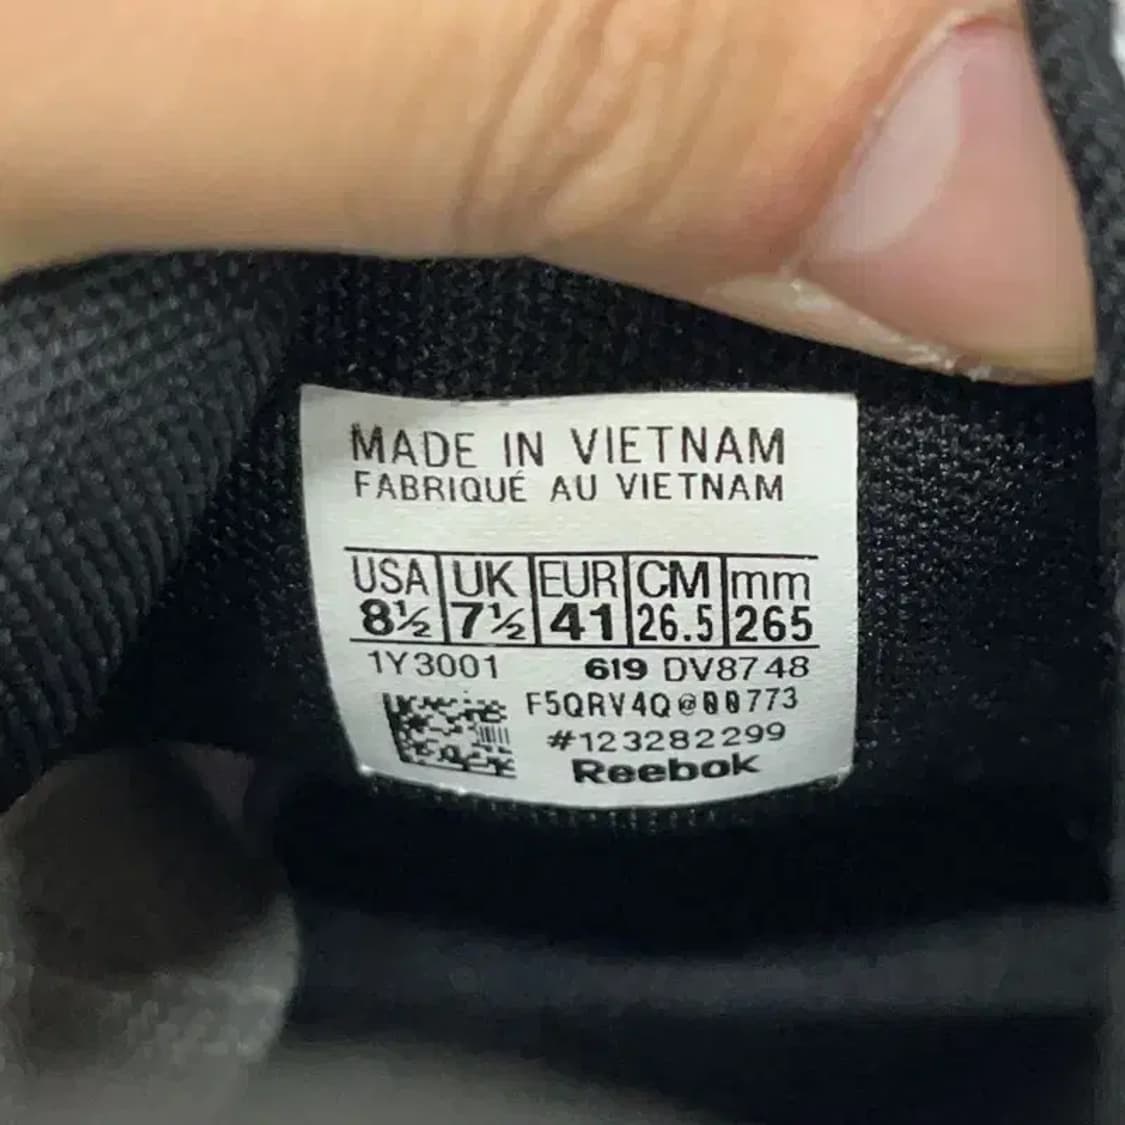 MADE IN VIETNAM
FABRIQUÉ AU VIETNAM
USA UK EUR CM mm
8½ 7½ 41 26.5 265
1Y3001 619 DV8748
F5QRV4Q@00773
#123282299
Reebok